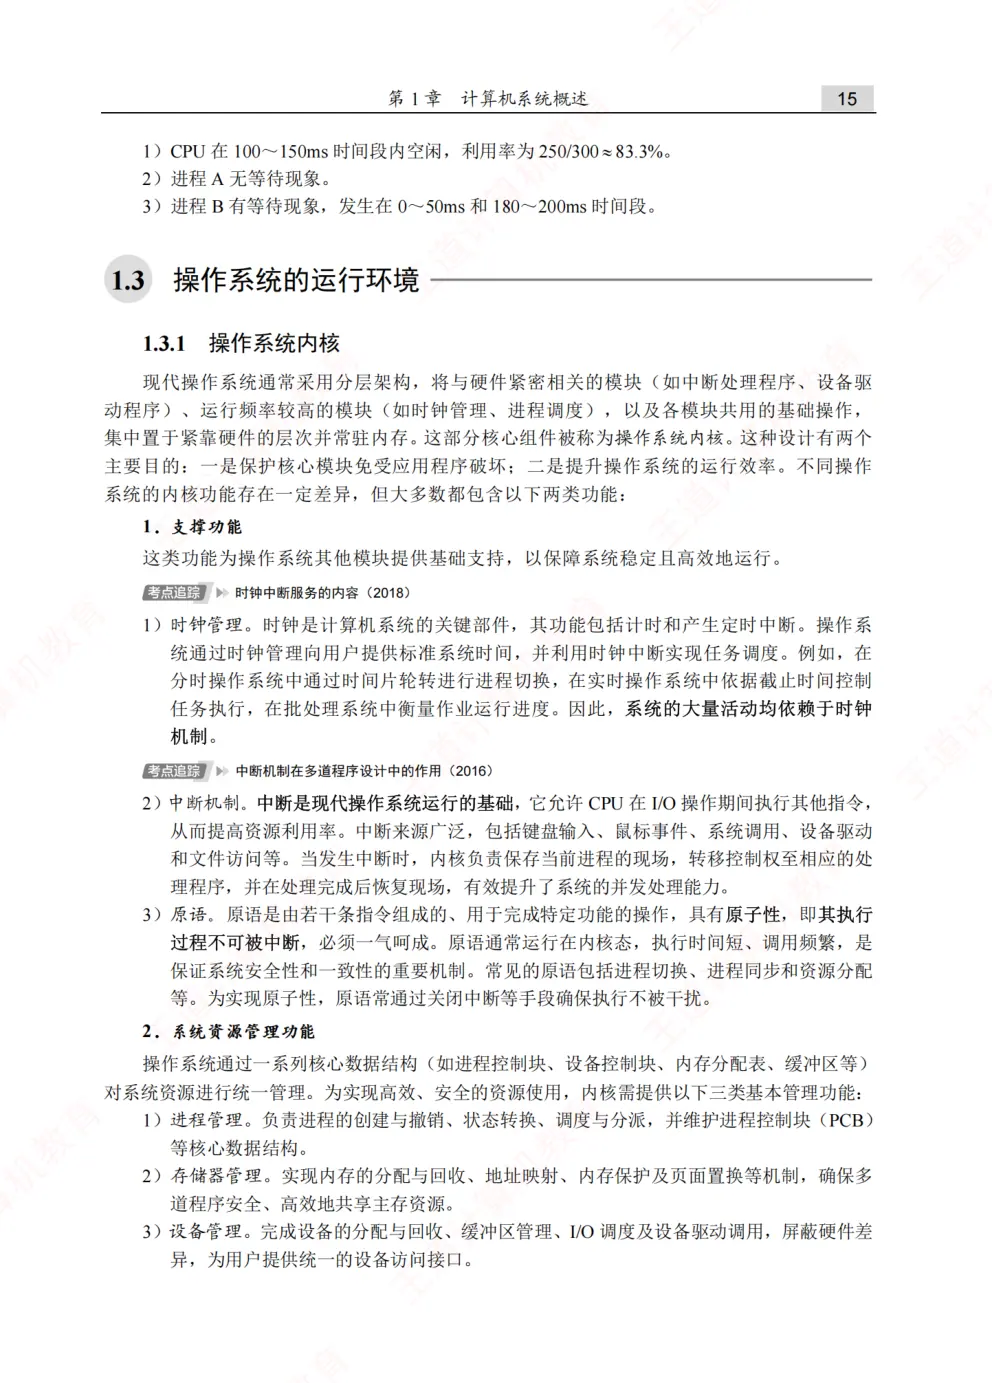 第 1 章 计算机系统概述 15
1）CPU 在 100～150ms 时间段内空闲，利用率为 250/300≈83.3%。
2）进程 A 无等待现象。
3）进程 B 有等待现象，发生在 0～50ms 和 180～200ms 时间段。
1.3 操作系统的运行环境
1.3.1 操作系统内核
现代操作系统通常采用分层架构，将与硬件紧密相关的模块（如中断处理程序、设备驱
动程序）、运行频率较高的模块（如时钟管理、进程调度），以及各模块共用的基础操作，
集中置于紧靠硬件的层次并常驻内存。这部分核心组件被称为操作系统内核。这种设计有两个
主要目的：一是保护核心模块免受应用程序破坏；二是提升操作系统的运行效率。不同操作
系统的内核功能存在一定差异，但大多数都包含以下两类功能：
1．支撑功能
这类功能为操作系统其他模块提供基础支持，以保障系统稳定且高效地运行。
考点追踪 时钟中断服务的内容（2018）
1）时钟管理。时钟是计算机系统的关键部件，其功能包括计时和产生定时中断。操作系
统通过时钟管理向用户提供标准系统时间，并利用时钟中断实现任务调度。例如，在
分时操作系统中通过时间片轮转进行进程切换，在实时操作系统中依据截止时间控制
任务执行，在批处理系统中衡量作业运行进度。因此，系统的大量活动均依赖于时钟
机制。
考点追踪 中断机制在多道程序设计中的作用（2016）
2）中断机制。中断是现代操作系统运行的基础，它允许 CPU 在 I/O 操作期间执行其他指令，
从而提高资源利用率。中断来源广泛，包括键盘输入、鼠标事件、系统调用、设备驱动
和文件访问等。当发生中断时，内核负责保存当前进程的现场，转移控制权至相应的处
理程序，并在处理完成后恢复现场，有效提升了系统的并发处理能力。
3）原语。原语是由若干条指令组成的、用于完成特定功能的操作，具有原子性，即其执行
过程不可被中断，必须一气呵成。原语通常运行在内核态，执行时间短、调用频繁，是
保证系统安全性和一致性的重要机制。常见的原语包括进程切换、进程同步和资源分配
等。为实现原子性，原语常通过关闭中断等手段确保执行不被干扰。
2．系统资源管理功能
操作系统通过一系列核心数据结构（如进程控制块、设备控制块、内存分配表、缓冲区等）
对系统资源进行统一管理。为实现高效、安全的资源使用，内核需提供以下三类基本管理功能：
1）进程管理。负责进程的创建与撤销、状态转换、调度与分派，并维护进程控制块（PCB）
等核心数据结构。
2）存储器管理。实现内存的分配与回收、地址映射、内存保护及页面置换等机制，确保多
道程序安全、高效地共享主存资源。
3）设备管理。完成设备的分配与回收、缓冲区管理、I/O 调度及设备驱动调用，屏蔽硬件差
异，为用户提供统一的设备访问接口。